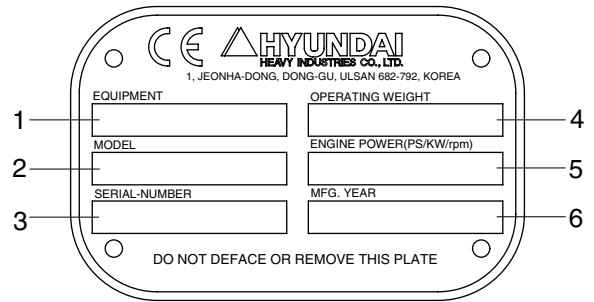 CE HYUNDAI
HEAVY INDUSTRIES CO., LTD.
1, JEONHA-DONG, DONG-GU, ULSAN 682-792, KOREA
EQUIPMENT OPERATING WEIGHT
1 4
MODEL ENGINE POWER(PS/KW/rpm)
2 5
SERIAL-NUMBER MFG. YEAR
3 6
DO NOT DEFACE OR REMOVE THIS PLATE